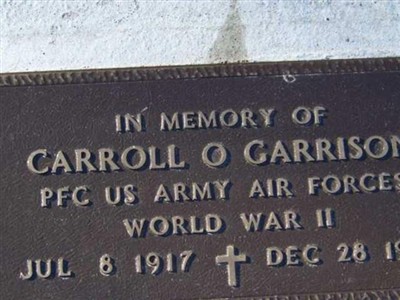 IN MEMORY OF
CARROLL O GARRISON
PFC US ARMY AIR FORCES
WORLD WAR II
JUL 8 1917 DEC 28